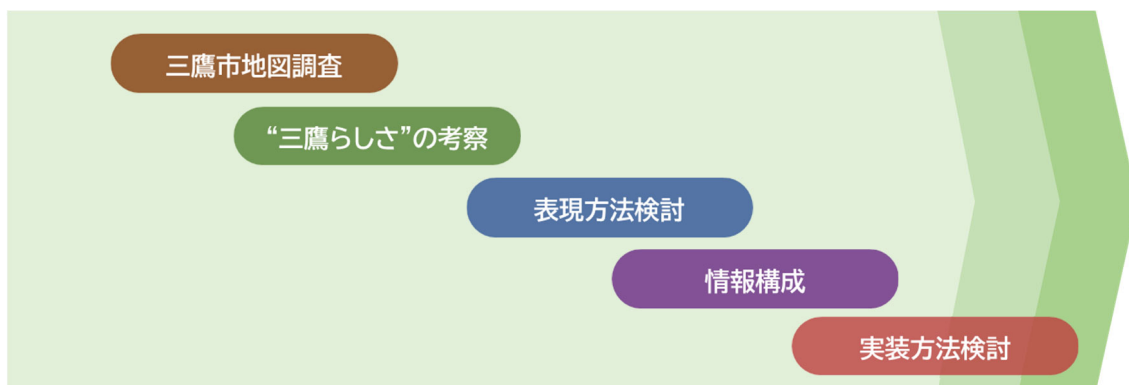 三鷹市地図調査
“三鷹らしさ”の考察
表現方法検討
情報構成
実装方法検討